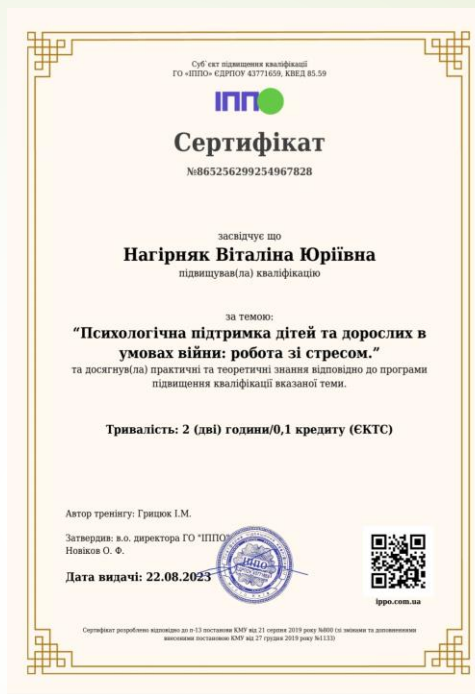 Суб`єкт підвищення кваліфікації
ГО «ІППО» ЄДРПОУ 43771659, КВЕД 85.59
ІППО
Сертифікат
№865256299254967828
засвідчує що
Нагірняк Віталіна Юріївна
підвищував(ла) кваліфікацію
за темою:
“Психологічна підтримка дітей та дорослих в
умовах війни: робота зі стресом.”
та досягнув(ла) практичні та теоретичні знання відповідно до програми
підвищення кваліфікації вказаної теми.
Тривалість: 2 (дві) години/0,1 кредиту (ЄКТС)
Автор тренінгу: Грицюк І.М.
Затвердив: в.о. директора ГО "ІППО"
Новіков О. Ф.
ІППО
Дата видачі: 22.08.2023
ippo.com.ua
Сертифікат розроблено відповідно до п-13 постанови КМУ від 21 серпня 2019 року №800 (зі змінами та доповненнями
внесеними постановою КМУ від 27 грудня 2019 року №1133)